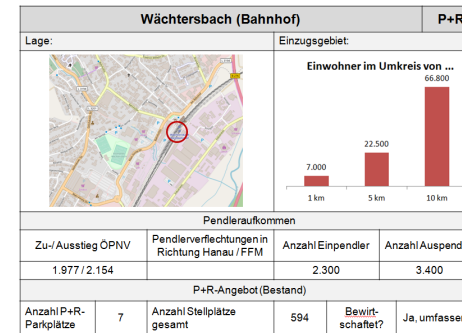 Wächtersbach (Bahnhof)
P+R
Lage:
Einzugsgebiet:
Einwohner im Umkreis von ...
66.800
22.500
7.000
1 km
5 km
10 km
Pendleraufkommen
Zu-/ Ausstieg ÖPNV
Pendlerverflechtungen in
Richtung Hanau / FFM
Anzahl Einpendler
Anzahl Auspend
1.977 / 2.154
2.300
3.400
P+R-Angebot (Bestand)
Anzahl P+R-
Parkplätze
7
Anzahl Stellplätze
gesamt
594
Bewirt-
schaftet?
Ja, umfassen